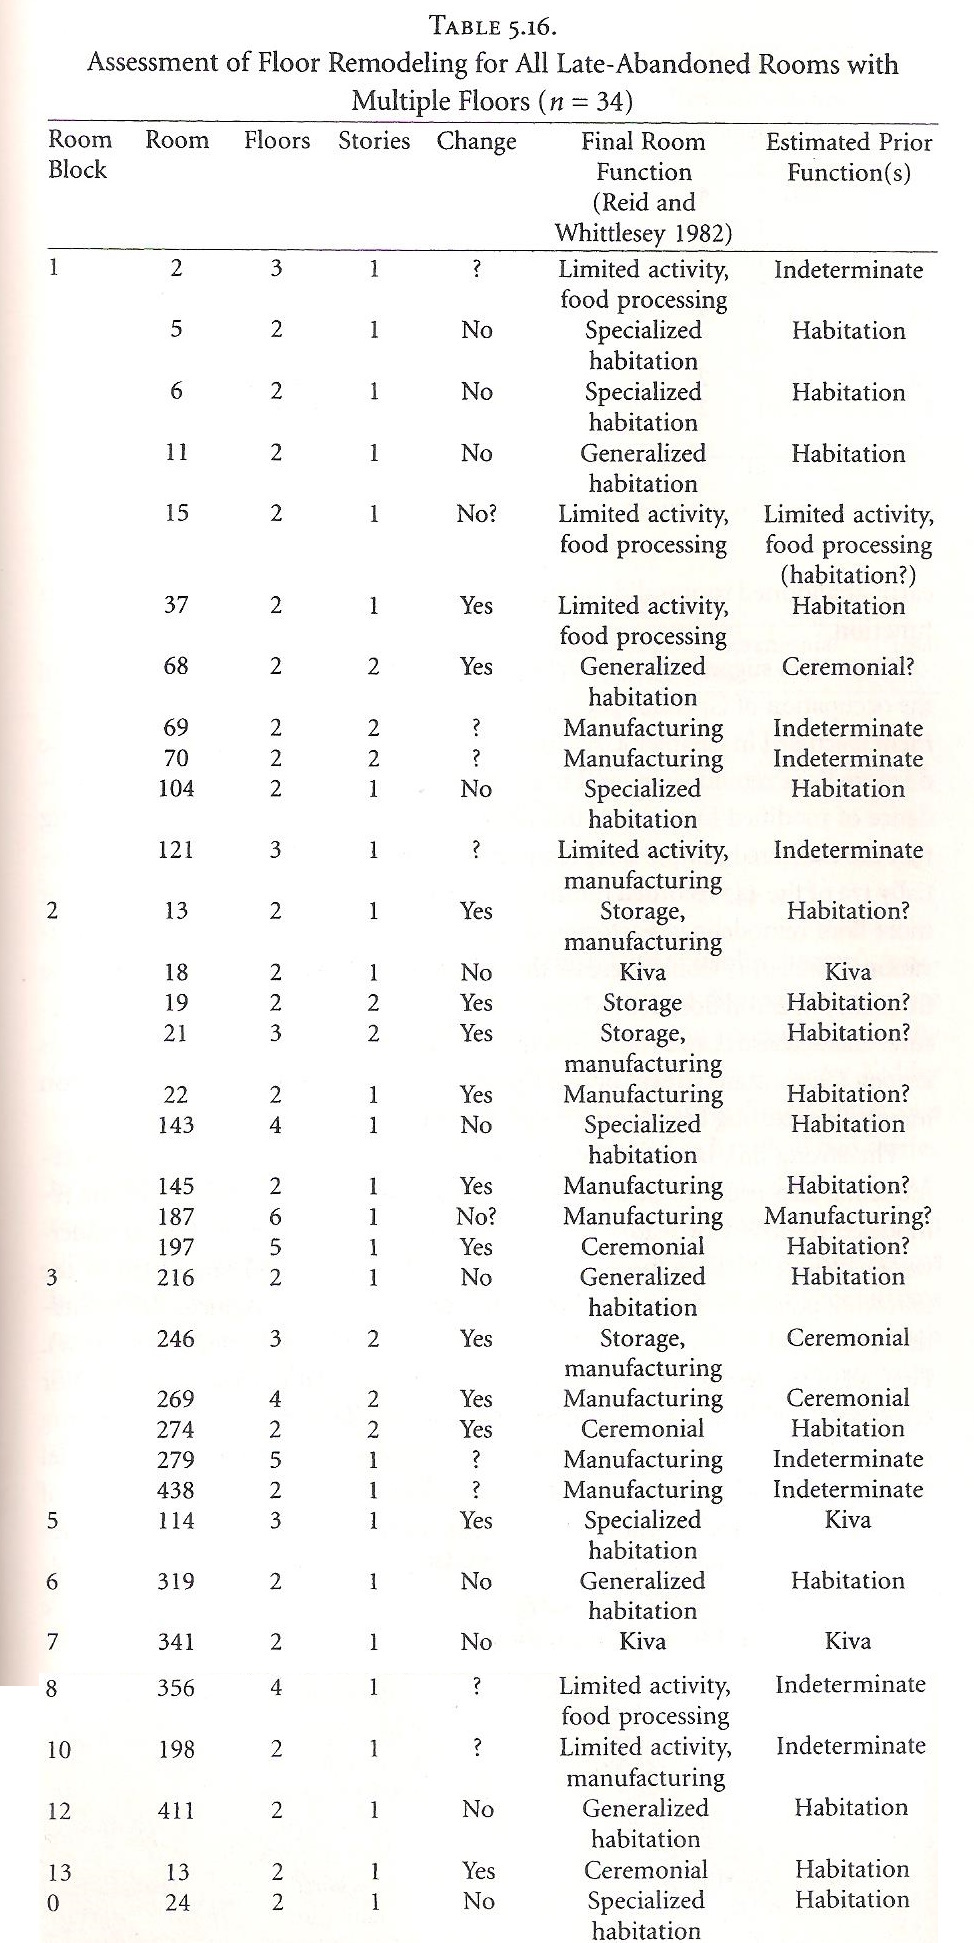 TABLE 5.16.
Assessment of Floor Remodeling for All Late-Abandoned Rooms with
Multiple Floors (n = 34)
Room Room Floors Stories Change Final Room Estimated Prior
Block Function Function(s)
(Reid and
Whittlesey 1982)
1 2 3 1 ? Limited activity, Indeterminate
food processing
5 2 1 No Specialized Habitation
habitation
6 2 1 No Specialized Habitation
habitation
11 2 1 No Generalized Habitation
habitation
15 2 1 No? Limited activity, Limited activity,
food processing food processing
(habitation?)
37 2 1 Yes Limited activity, Habitation
food processing
68 2 2 Yes Generalized Ceremonial?
habitation
69 2 2 ? Manufacturing Indeterminate
70 2 2 ? Manufacturing Indeterminate
104 2 1 No Specialized Habitation
habitation
121 3 1 ? Limited activity, Indeterminate
manufacturing
2 13 2 1 Yes Storage, Habitation?
manufacturing
18 2 1 No Kiva Kiva
19 2 2 Yes Storage Habitation?
21 3 2 Yes Storage, Habitation?
manufacturing
22 2 1 Yes Manufacturing Habitation?
143 4 1 No Specialized Habitation
habitation
145 2 1 Yes Manufacturing Habitation?
187 6 1 No? Manufacturing Manufacturing?
197 5 1 Yes Ceremonial Habitation?
3 216 2 1 No Generalized Habitation
habitation
246 3 2 Yes Storage, Ceremonial
manufacturing
269 4 2 Yes Manufacturing Ceremonial
274 2 2 Yes Ceremonial Habitation
279 5 1 ? Manufacturing Indeterminate
438 2 1 ? Manufacturing Indeterminate
5 114 3 1 Yes Specialized Kiva
habitation
6 319 2 1 No Generalized Habitation
habitation
7 341 2 1 No Kiva Kiva
8 356 4 1 ? Limited activity, Indeterminate
food processing
10 198 2 1 ? Limited activity, Indeterminate
manufacturing
12 411 2 1 No Generalized Habitation
habitation
13 13 2 1 Yes Ceremonial Habitation
0 24 2 1 No Specialized Habitation
habitation